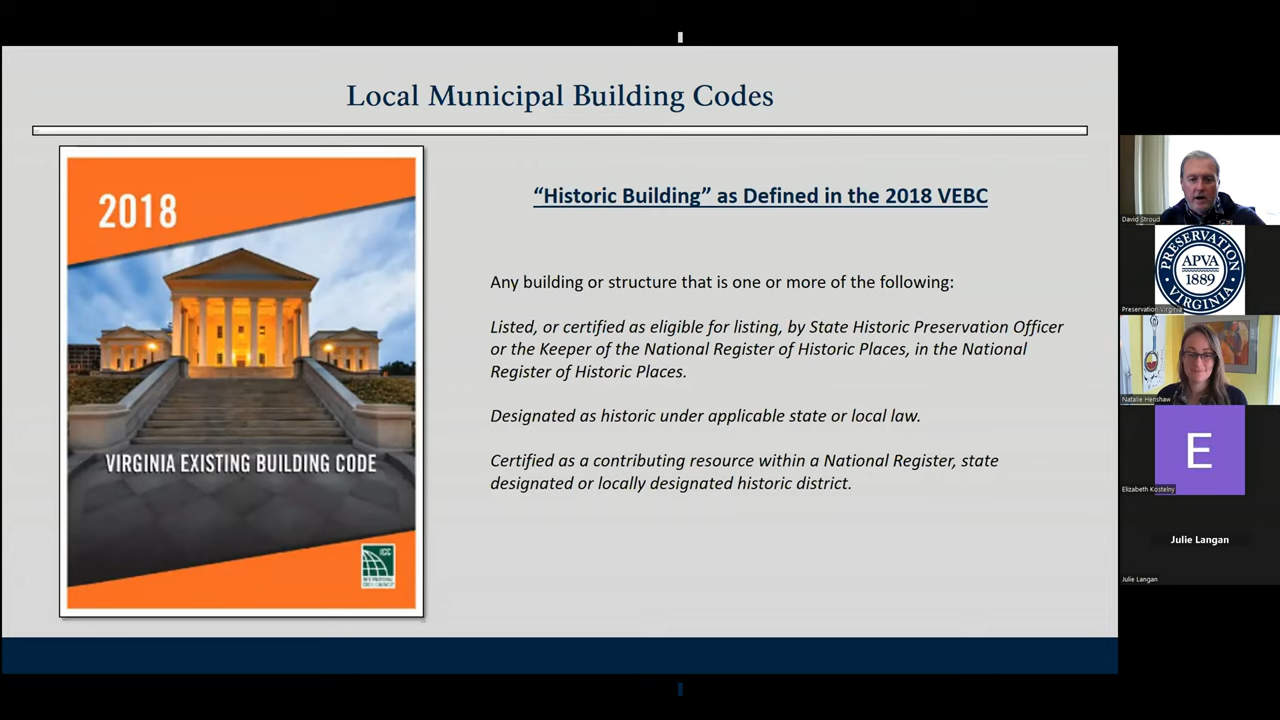 Local Municipal Building Codes
2018
VIRGINIA EXISTING BUILDING CODE
ICC
“Historic Building” as Defined in the 2018 VEBC
Any building or structure that is one or more of the following:
Listed, or certified as eligible for listing, by State Historic Preservation Officer
or the Keeper of the National Register of Historic Places, in the National
Register of Historic Places.
Designated as historic under applicable state or local law.
Certified as a contributing resource within a National Register, state
designated or locally designated historic district.
David Stroud
PRESERVATION
APVA
1889
VIRGINIA
Preservation Virginia
Natalie Henshaw
E
Elizabeth Kostelny
Julie Langan
Julie Langan